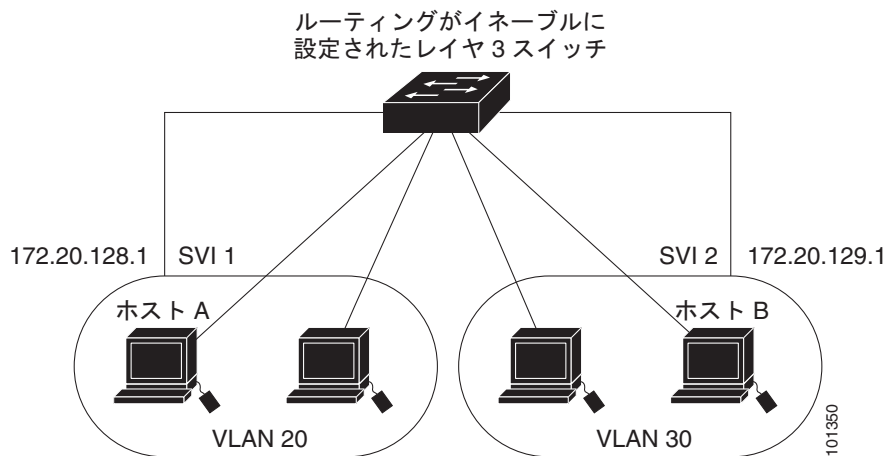 ルーティングがイネーブルに
設定されたレイヤ 3 スイッチ
172.20.128.1 SVI 1
SVI 2 172.20.129.1
ホスト A
ホスト B
VLAN 20
VLAN 30
101350